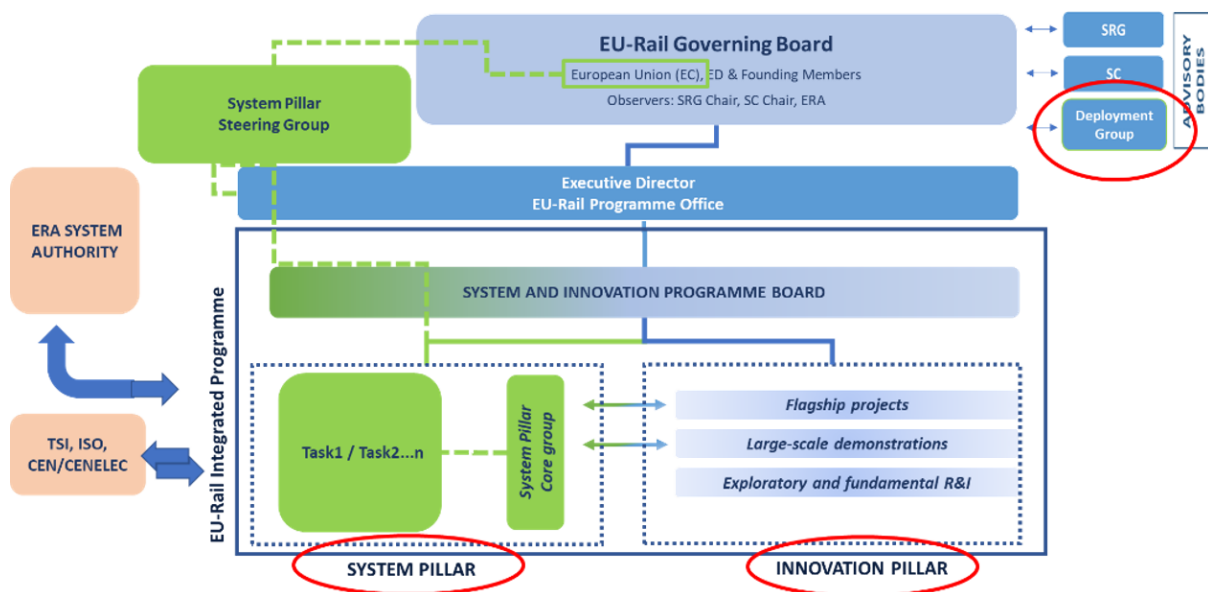 EU-Rail Governing Board
European Union (EC), ED & Founding Members
Observers: SRG Chair, SC Chair, ERA
SRG
SC
Deployment
Group
ADVISORY
BODIES
System Pillar
Steering Group
Executive Director
EU-Rail Programme Office
ERA SYSTEM
AUTHORITY
TSI, ISO,
CEN/CENELEC
EU-Rail Integrated Programme
SYSTEM AND INNOVATION PROGRAMME BOARD
Task1 / Task2...n
System Pillar
Core group
Flagship projects
Large-scale demonstrations
Exploratory and fundamental R&I
SYSTEM PILLAR
INNOVATION PILLAR